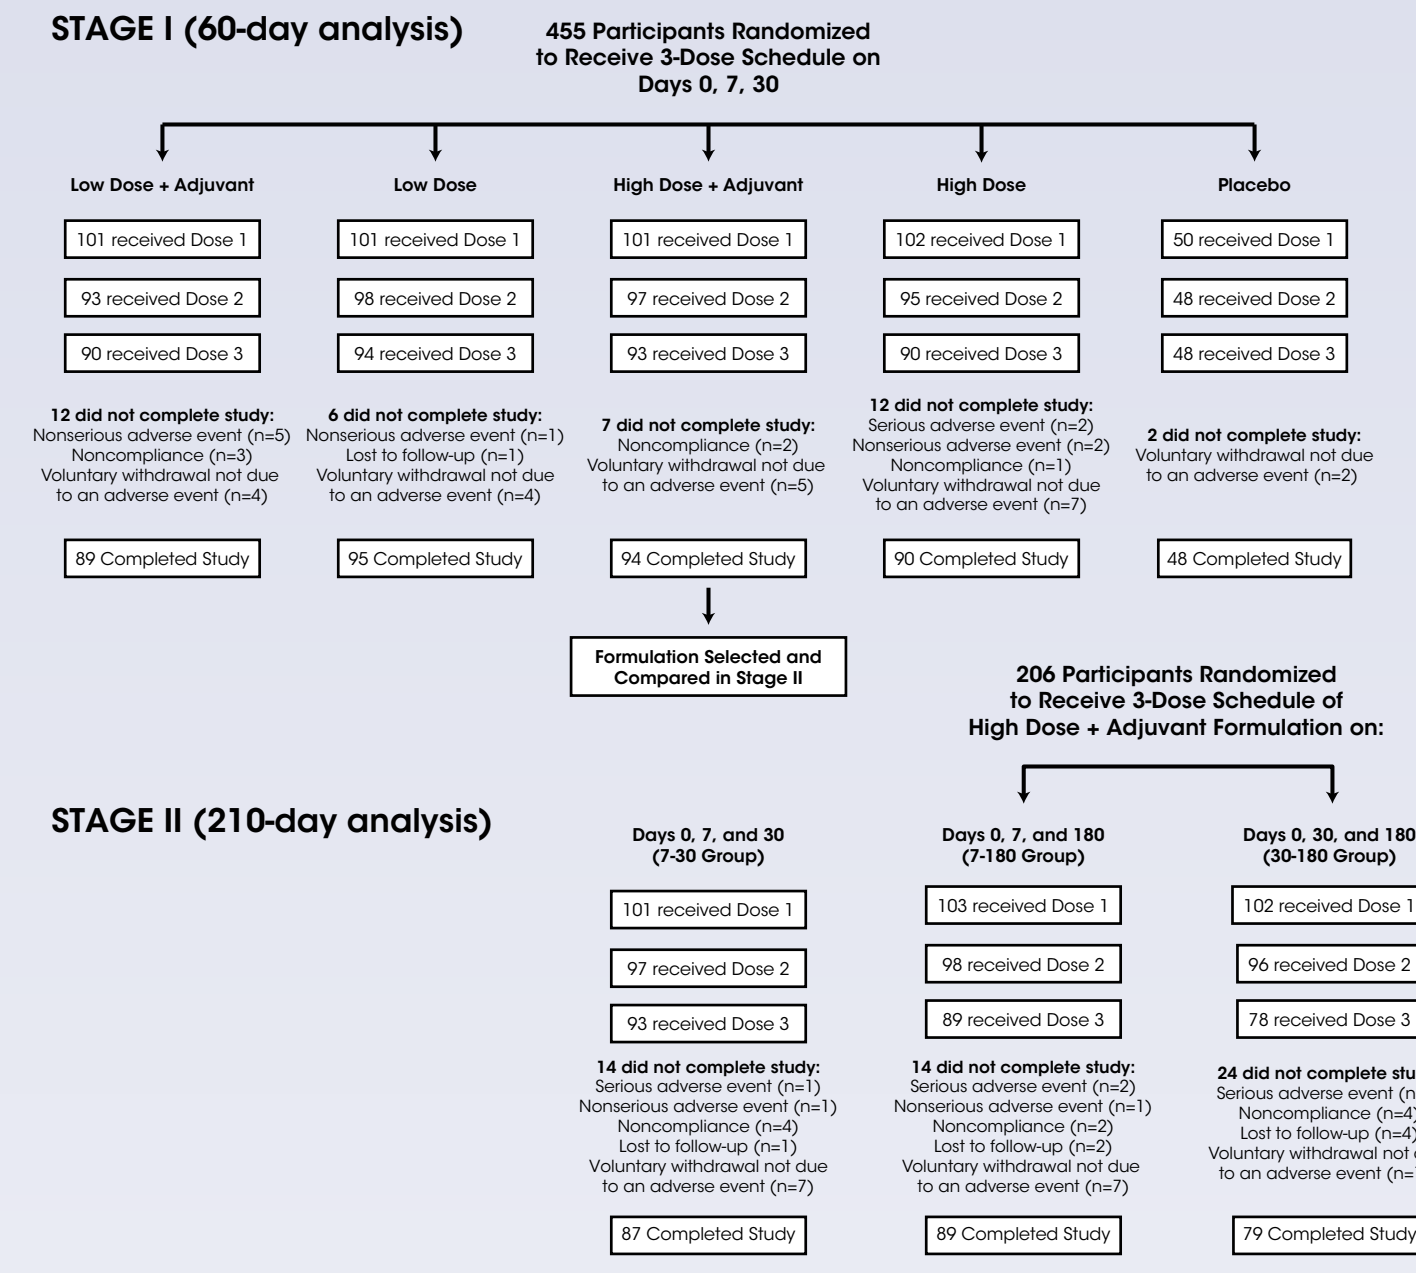 STAGE I (60-day analysis)
455 Participants Randomized
to Receive 3-Dose Schedule on
Days 0, 7, 30
Low Dose + Adjuvant
101 received Dose 1
93 received Dose 2
90 received Dose 3
12 did not complete study:
Nonserious adverse event (n=5)
Noncompliance (n=3)
Voluntary withdrawal not due
to an adverse event (n=4)
89 Completed Study
Low Dose
101 received Dose 1
98 received Dose 2
94 received Dose 3
6 did not complete study:
Nonserious adverse event (n=1)
Lost to follow-up (n=1)
Voluntary withdrawal not due
to an adverse event (n=4)
95 Completed Study
High Dose + Adjuvant
101 received Dose 1
97 received Dose 2
93 received Dose 3
7 did not complete study:
Noncompliance (n=2)
Voluntary withdrawal not due
to an adverse event (n=5)
94 Completed Study
Formulation Selected and
Compared in Stage II
High Dose
102 received Dose 1
95 received Dose 2
90 received Dose 3
12 did not complete study:
Serious adverse event (n=2)
Nonserious adverse event (n=2)
Noncompliance (n=1)
Voluntary withdrawal not due
to an adverse event (n=7)
90 Completed Study
Placebo
50 received Dose 1
48 received Dose 2
48 received Dose 3
2 did not complete study:
Voluntary withdrawal not due
to an adverse event (n=2)
48 Completed Study
206 Participants Randomized
to Receive 3-Dose Schedule of
High Dose + Adjuvant Formulation on:
STAGE II (210-day analysis)
Days 0, 7, and 30
(7-30 Group)
101 received Dose 1
97 received Dose 2
93 received Dose 3
14 did not complete study:
Serious adverse event (n=1)
Nonserious adverse event (n=1)
Noncompliance (n=4)
Lost to follow-up (n=1)
Voluntary withdrawal not due
to an adverse event (n=7)
87 Completed Study
Days 0, 7, and 180
(7-180 Group)
103 received Dose 1
98 received Dose 2
89 received Dose 3
14 did not complete study:
Serious adverse event (n=2)
Nonserious adverse event (n=1)
Noncompliance (n=2)
Lost to follow-up (n=2)
Voluntary withdrawal not due
to an adverse event (n=7)
89 Completed Study
Days 0, 30, and 180
(30-180 Group)
102 received Dose 1
96 received Dose 2
78 received Dose 3
24 did not complete
Serious adverse event
Noncompliance (n=4)
Lost to follow-up (n=4)
Voluntary withdrawal not
to an adverse event
79 Completed Study